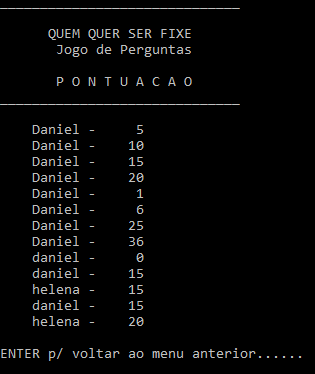 QUEM QUER SER FIXE
Jogo de Perguntas
P O N T U A C A O
Daniel - 5
Daniel - 10
Daniel - 15
Daniel - 20
Daniel - 1
Daniel - 6
Daniel - 25
Daniel - 36
daniel - 0
daniel - 15
helena - 15
daniel - 15
helena - 20
ENTER p/ voltar ao menu anterior......